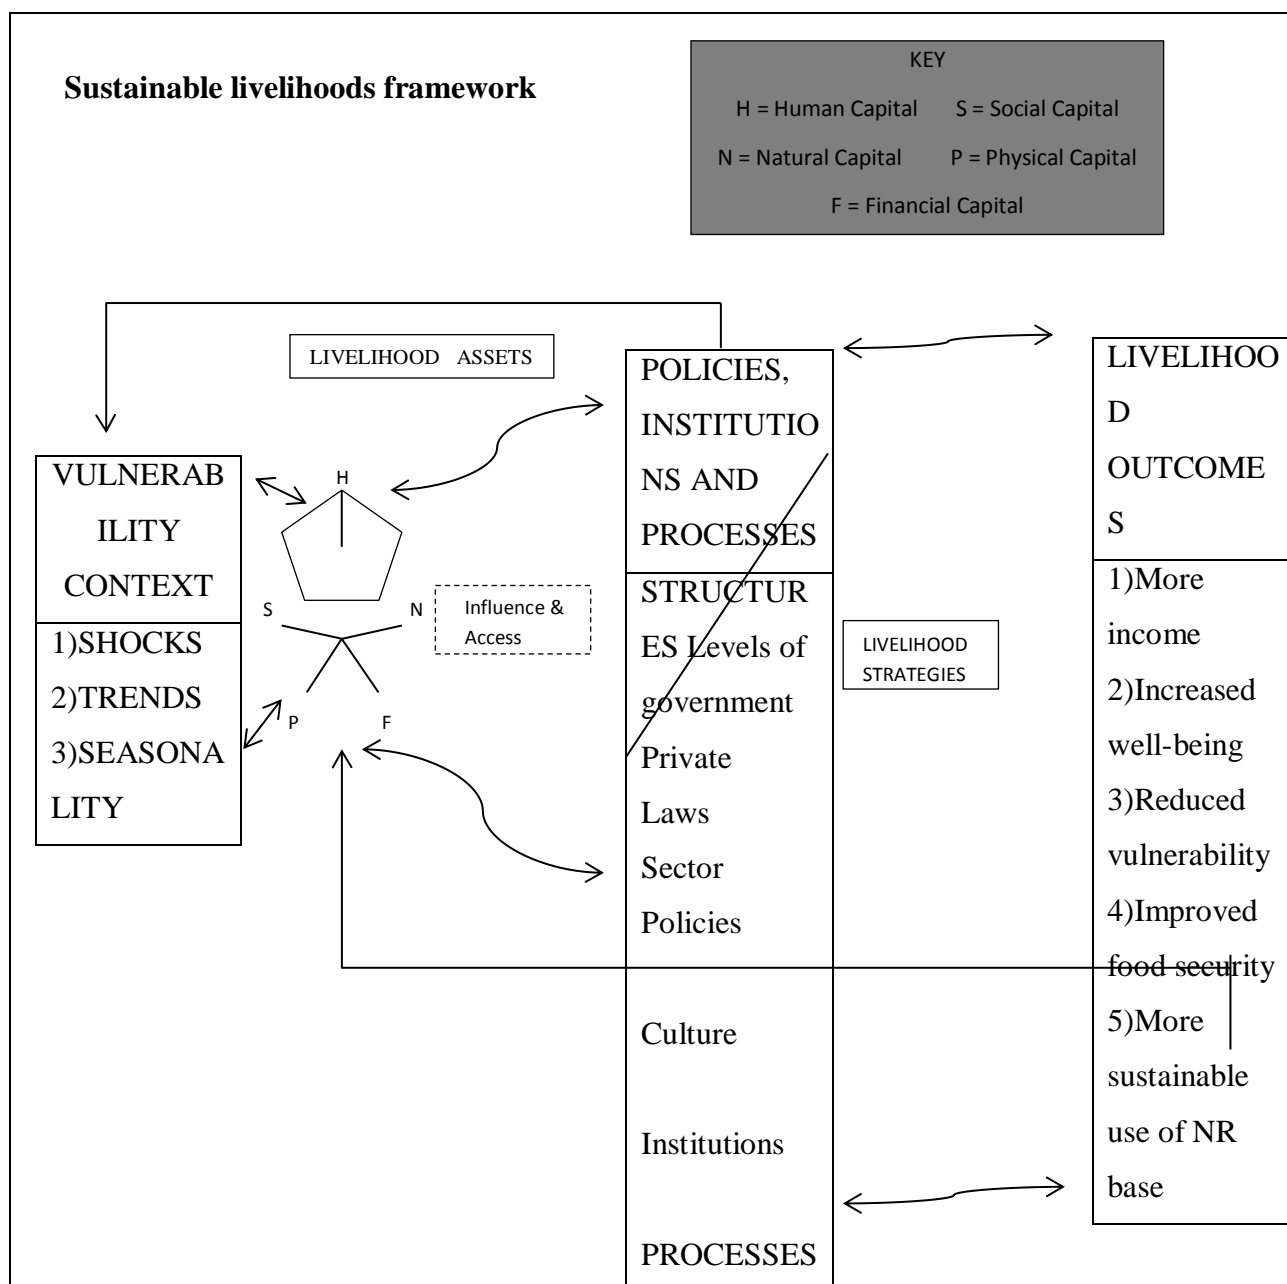 Sustainable livelihoods framework
KEY
H = Human Capital S = Social Capital
N = Natural Capital P = Physical Capital
F = Financial Capital
LIVELIHOOD ASSETS
VULNERAB
ILITY
CONTEXT
1)SHOCKS
2)TRENDS
3)SEASONA
LITY
H
S
N
P
F
Influence &
Access
POLICIES,
INSTITUTIO
NS AND
PROCESSES
STRUCTUR
ES Levels of
government
Private
Laws
Sector
Policies
Culture
Institutions
PROCESSES
LIVELIHOOD
STRATEGIES
LIVELIHOO
D
OUTCOME
S
1)More
income
2)Increased
well-being
3)Reduced
vulnerability
4)Improved
food security
5)More
sustainable
use of NR
base